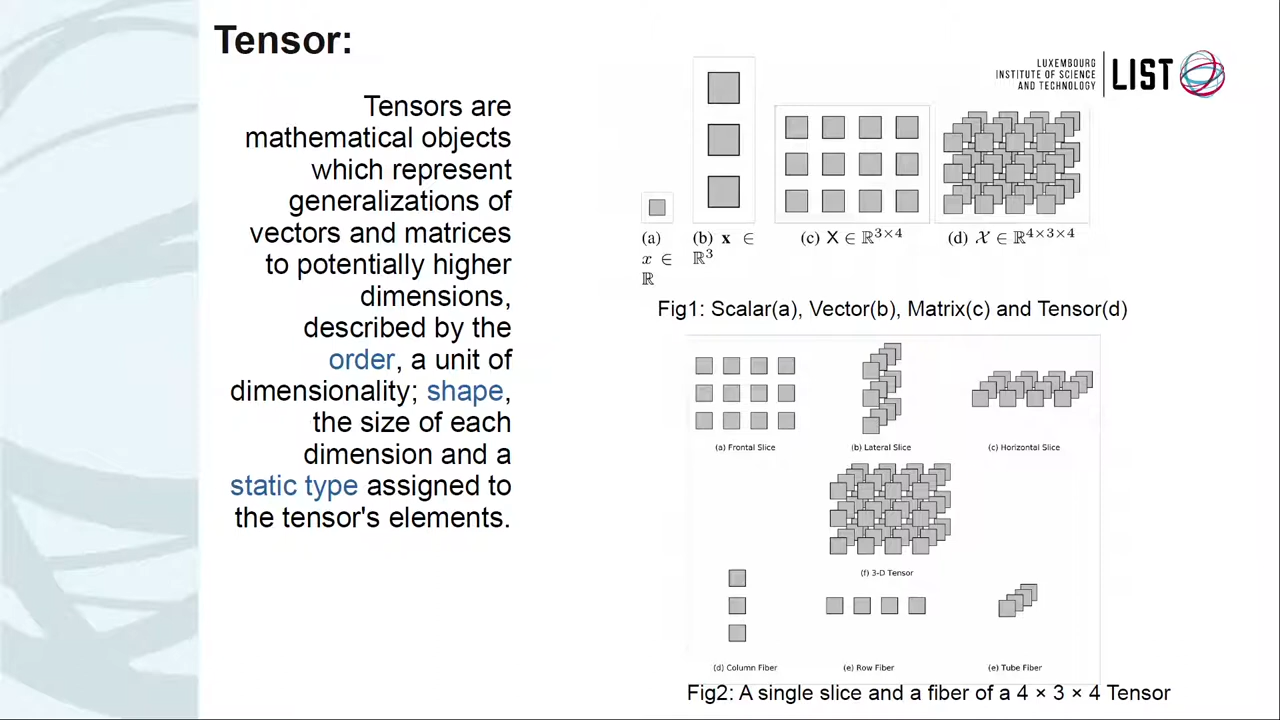 Tensor:
LUXEMBOURG
INSTITUTE OF SCIENCE
AND TECHNOLOGY
LIST
Tensors are
mathematical objects
which represent
generalizations of
vectors and matrices
to potentially higher
dimensions,
described by the
order, a unit of
dimensionality; shape,
the size of each
dimension and a
static type assigned to
the tensor's elements.
(a)
x ∈
ℝ
(b) x ∈
ℝ³
(c) X ∈ ℝ³ˣ⁴
(d) 𝒳 ∈ ℝ⁴ˣ³ˣ⁴
Fig1: Scalar(a), Vector(b), Matrix(c) and Tensor(d)
(a) Frontal Slice
(b) Lateral Slice
(c) Horizontal Slice
(f) 3-D Tensor
(d) Column Fiber
(e) Row Fiber
(e) Tube Fiber
Fig2: A single slice and a fiber of a 4 × 3 × 4 Tensor